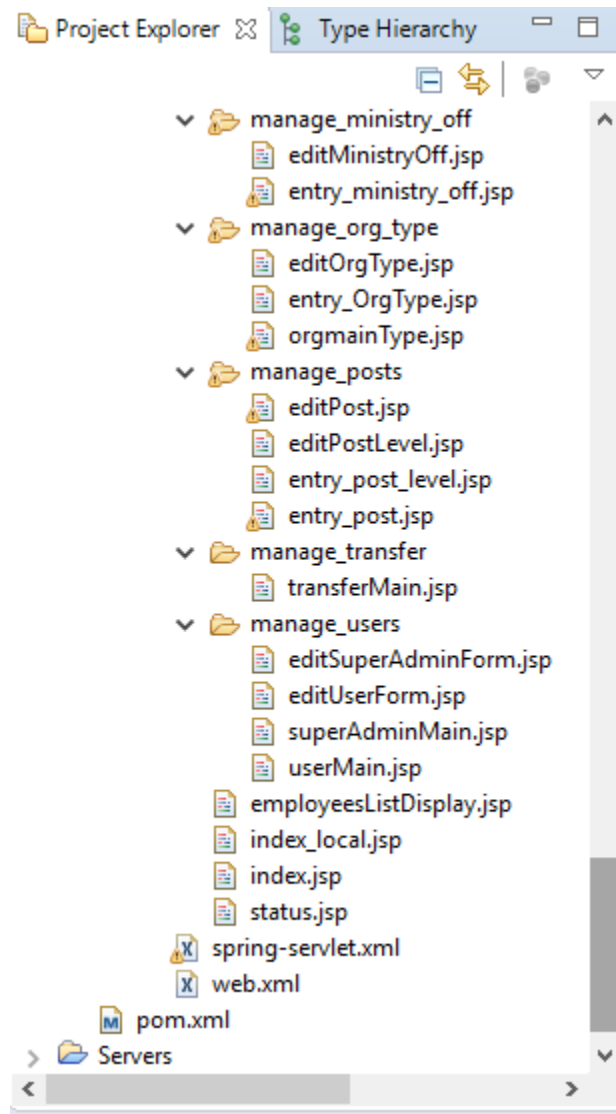 Project Explorer Type Hierarchy
manage_ministry_off
editMinistryOff.jsp
entry_ministry_off.jsp
manage_org_type
editOrgType.jsp
entry_OrgType.jsp
orgmainType.jsp
manage_posts
editPost.jsp
editPostLevel.jsp
entry_post_level.jsp
entry_post.jsp
manage_transfer
transferMain.jsp
manage_users
editSuperAdminForm.jsp
editUserForm.jsp
superAdminMain.jsp
userMain.jsp
employeesListDisplay.jsp
index_local.jsp
index.jsp
status.jsp
spring-servlet.xml
web.xml
pom.xml
Servers